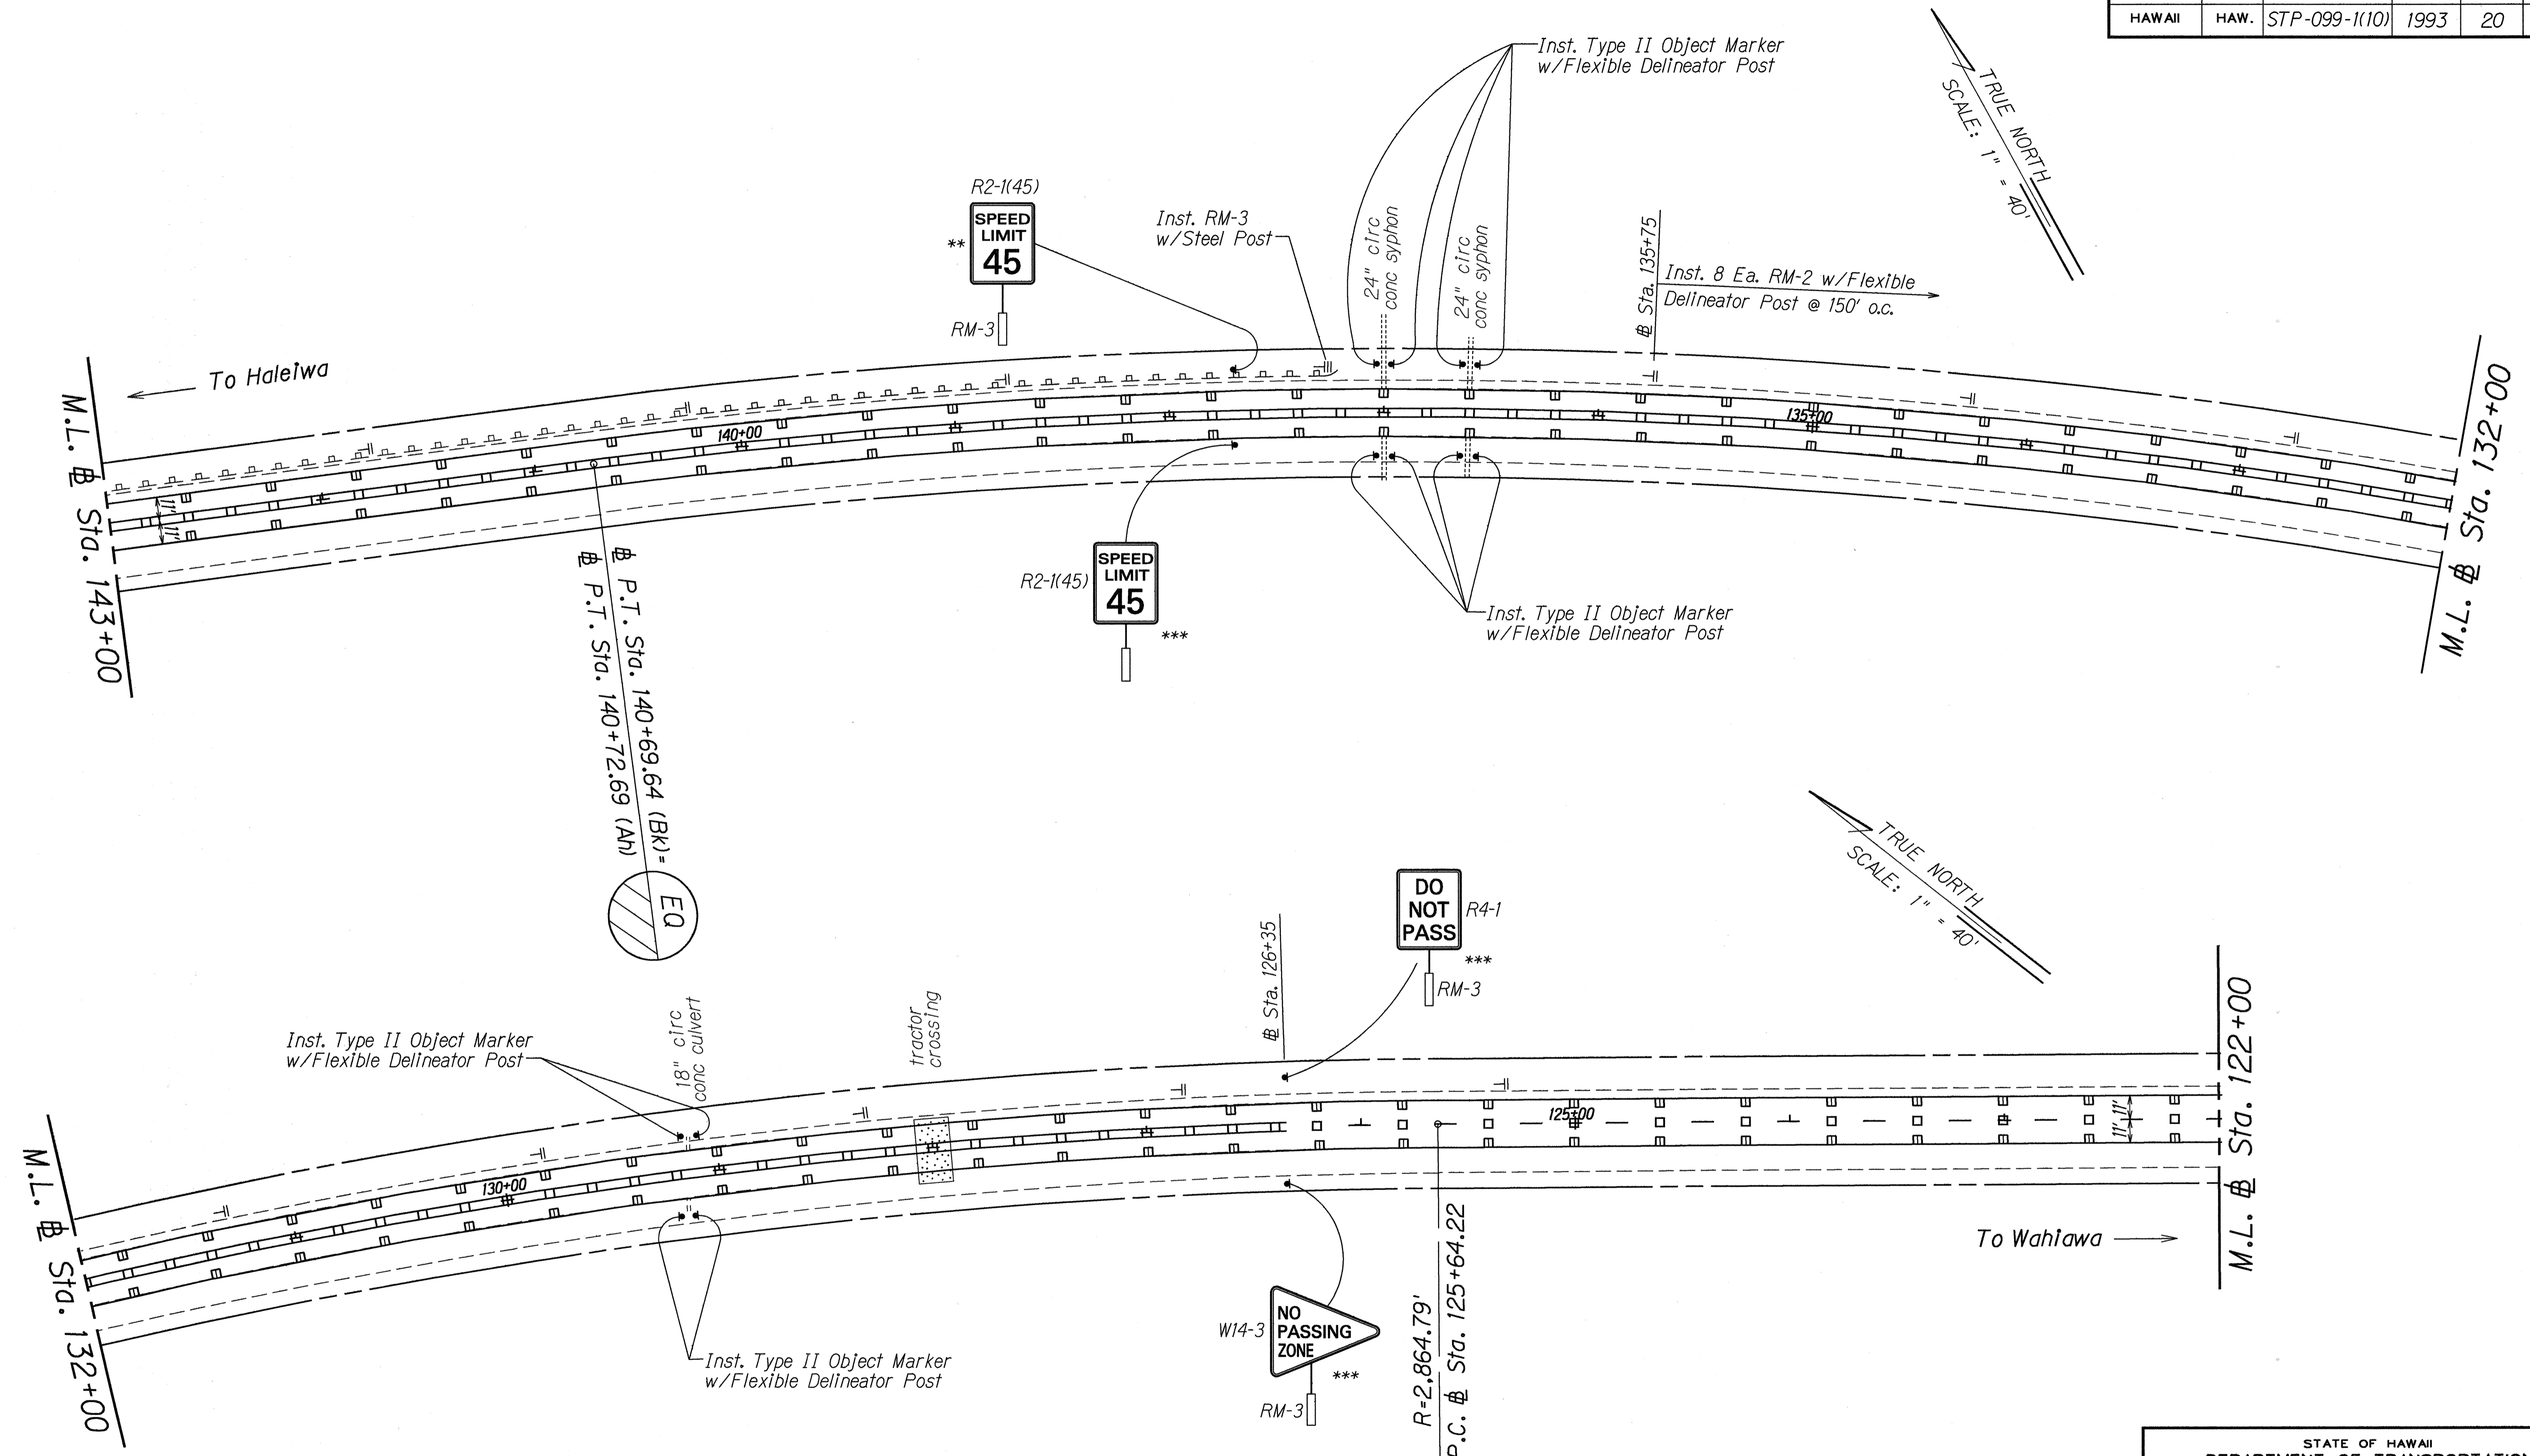 HAWAII HAW. STP-099-1(10) 1993 20
Inst. Type II Object Marker
w/Flexible Delineator Post
TRUE NORTH
SCALE: 1" = 40'
R2-1(45)
SPEED
LIMIT
45
**
RM-3
Inst. RM-3
w/Steel Post
24" circ
conc syphon
24" circ
conc syphon
B Sta. 135+75
Inst. 8 Ea. RM-2 w/Flexible
Delineator Post @ 150' o.c.
To Haleiwa
M.L. B Sta. 143+00
11'
11'
140+00
135+00
M.L. B Sta. 132+00
B P.T. Sta. 140+69.64 (Bk)=
B P.T. Sta. 140+72.69 (Ah)
EQ
R2-1(45)
SPEED
LIMIT
45
***
Inst. Type II Object Marker
w/Flexible Delineator Post
TRUE NORTH
SCALE: 1" = 40'
DO
NOT
PASS
R4-1
***
RM-3
B Sta. 126+35
tractor
crossing
18" circ
conc culvert
Inst. Type II Object Marker
w/Flexible Delineator Post
M.L. B Sta. 132+00
130+00
125+00
11'
11'
M.L. B Sta. 122+00
To Wahiawa
Inst. Type II Object Marker
w/Flexible Delineator Post
W14-3
NO
PASSING
ZONE
***
RM-3
R=2,864.79'
P.C. B Sta. 125+64.22
STATE OF HAWAII
DEPARTMENT OF TRANSPORTATION